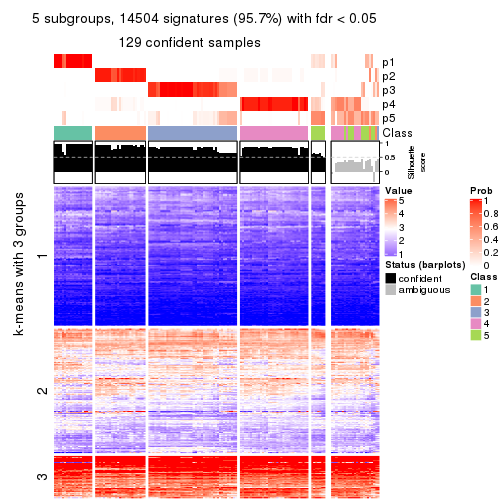 5 subgroups, 14504 signatures (95.7%) with fdr < 0.05
129 confident samples
p1
p2
p3
p4
p5
Class
1
0.5
0
Silhouette
score
k-means with 3 groups
1
2
3
Value
5
4
3
2
1
Status (barplots)
confident
ambiguous
Prob
1
0.8
0.6
0.4
0.2
0
Class
1
2
3
4
5